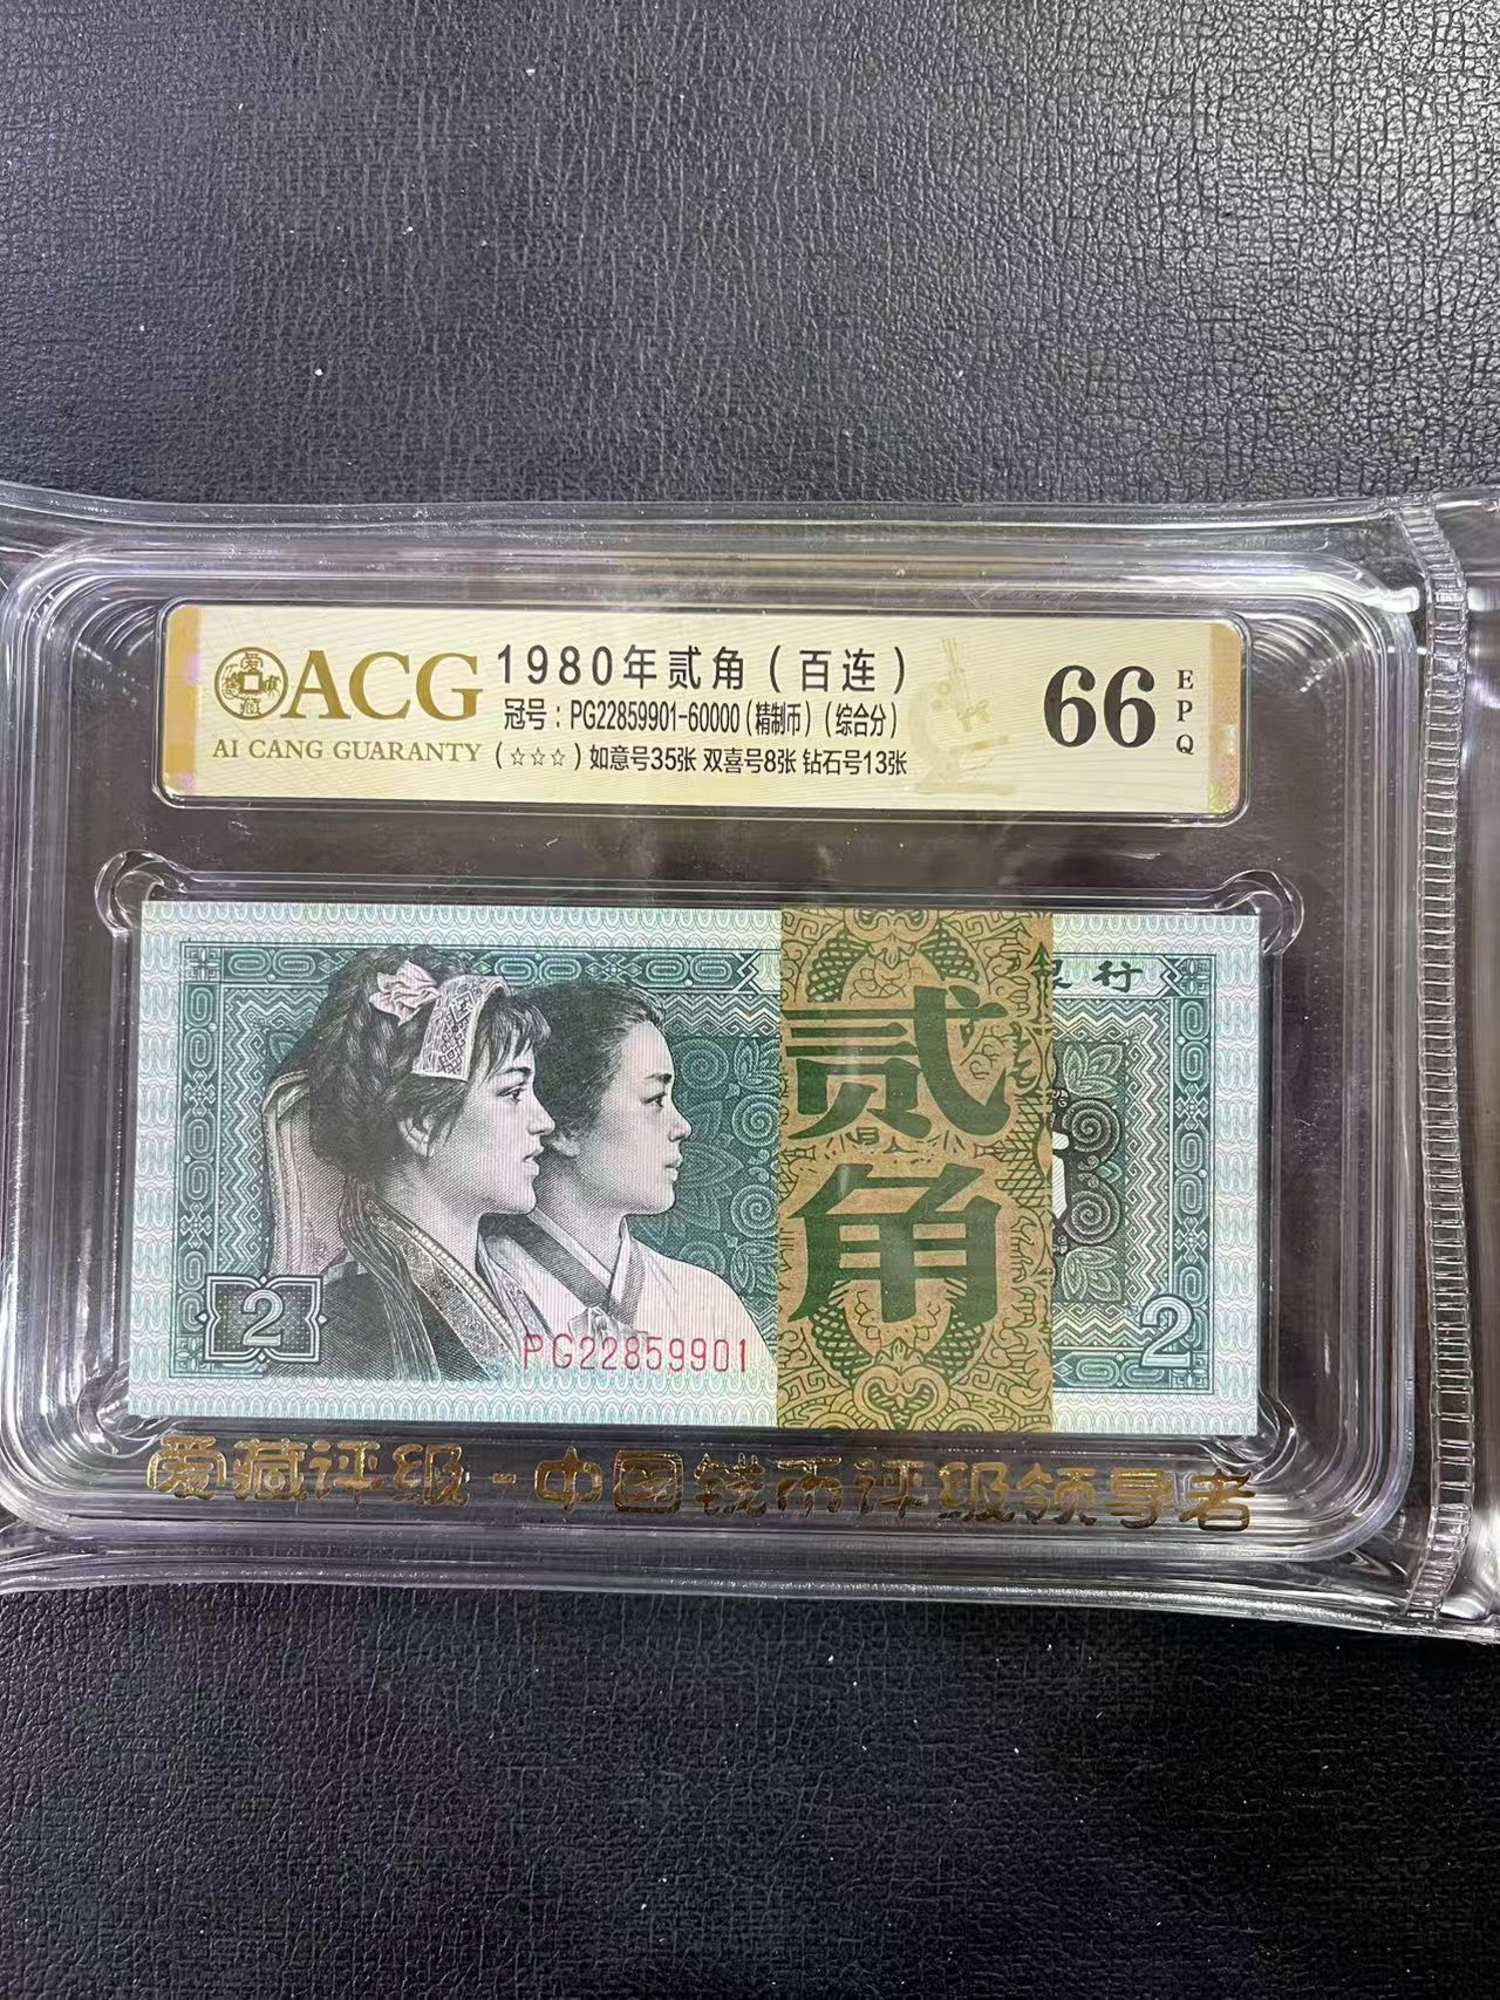 ACG
AI CANG GUARANTY
1980年贰角（百连）
冠号：PG22859901-60000（精制币）（综合分）
（☆☆☆）如意号35张 双喜号8张 钻石号13张
66
EPQ
行
贰角
2
PG22859901
2
爱藏评级-中国钱币评级领导者